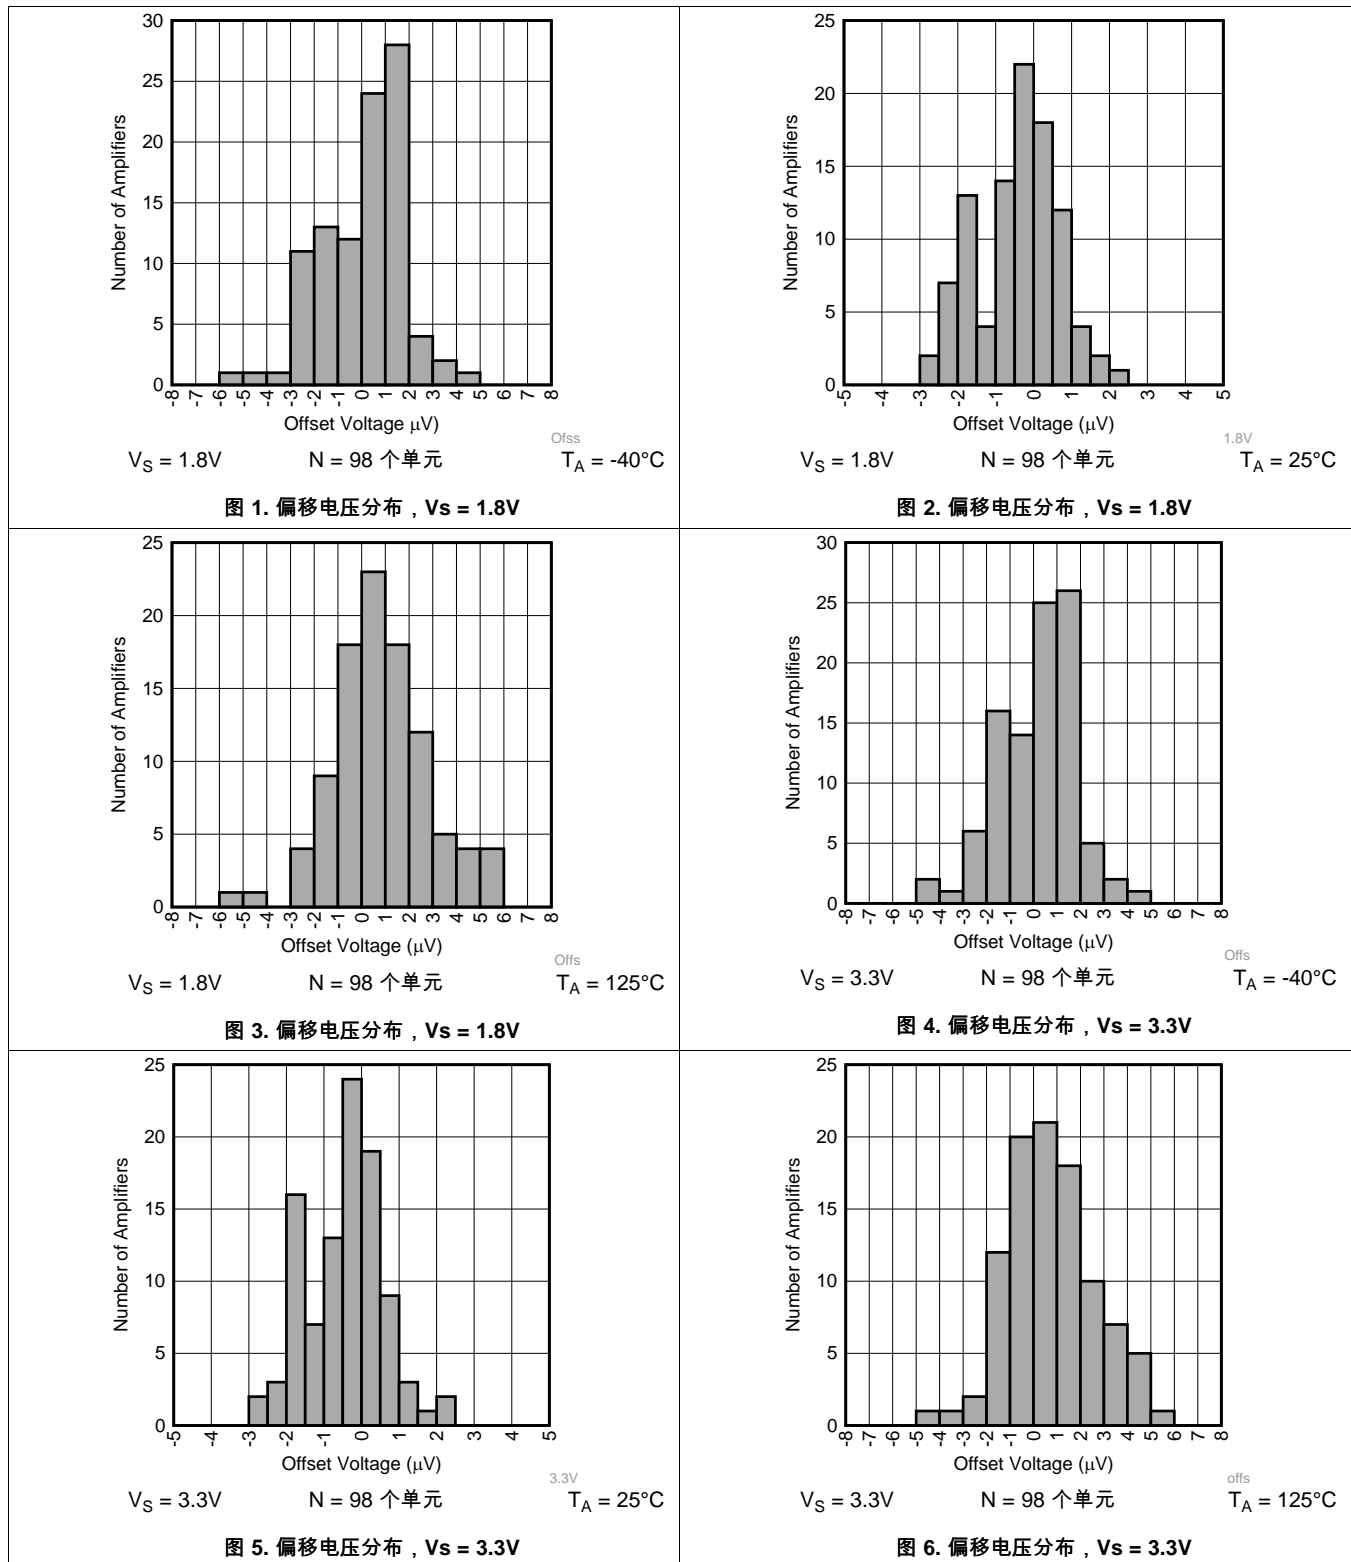 30
25
20
15
10
5
0
Number of Amplifiers
-8 -7 -6 -5 -4 -3 -2 -1 0 1 2 3 4 5 6 7 8
Offset Voltage μV)
Ofss
V_S = 1.8V N = 98 个单元 T_A = -40°C
图 1. 偏移电压分布，Vs = 1.8V
25
20
15
10
5
0
Number of Amplifiers
-5 -4 -3 -2 -1 0 1 2 3 4 5
Offset Voltage (μV)
1.8V
V_S = 1.8V N = 98 个单元 T_A = 25°C
图 2. 偏移电压分布，Vs = 1.8V
25
20
15
10
5
0
Number of Amplifiers
-8 -7 -6 -5 -4 -3 -2 -1 0 1 2 3 4 5 6 7 8
Offset Voltage (μV)
Offs
V_S = 1.8V N = 98 个单元 T_A = 125°C
图 3. 偏移电压分布，Vs = 1.8V
30
25
20
15
10
5
0
Number of Amplifiers
-8 -7 -6 -5 -4 -3 -2 -1 0 1 2 3 4 5 6 7 8
Offset Voltage (μV)
Offs
V_S = 3.3V N = 98 个单元 T_A = -40°C
图 4. 偏移电压分布，Vs = 3.3V
25
20
15
10
5
0
Number of Amplifiers
-5 -4 -3 -2 -1 0 1 2 3 4 5
Offset Voltage (μV)
3.3V
V_S = 3.3V N = 98 个单元 T_A = 25°C
图 5. 偏移电压分布，Vs = 3.3V
25
20
15
10
5
0
Number of Amplifiers
-8 -7 -6 -5 -4 -3 -2 -1 0 1 2 3 4 5 6 7 8
Offset Voltage (μV)
offs
V_S = 3.3V N = 98 个单元 T_A = 125°C
图 6. 偏移电压分布，Vs = 3.3V